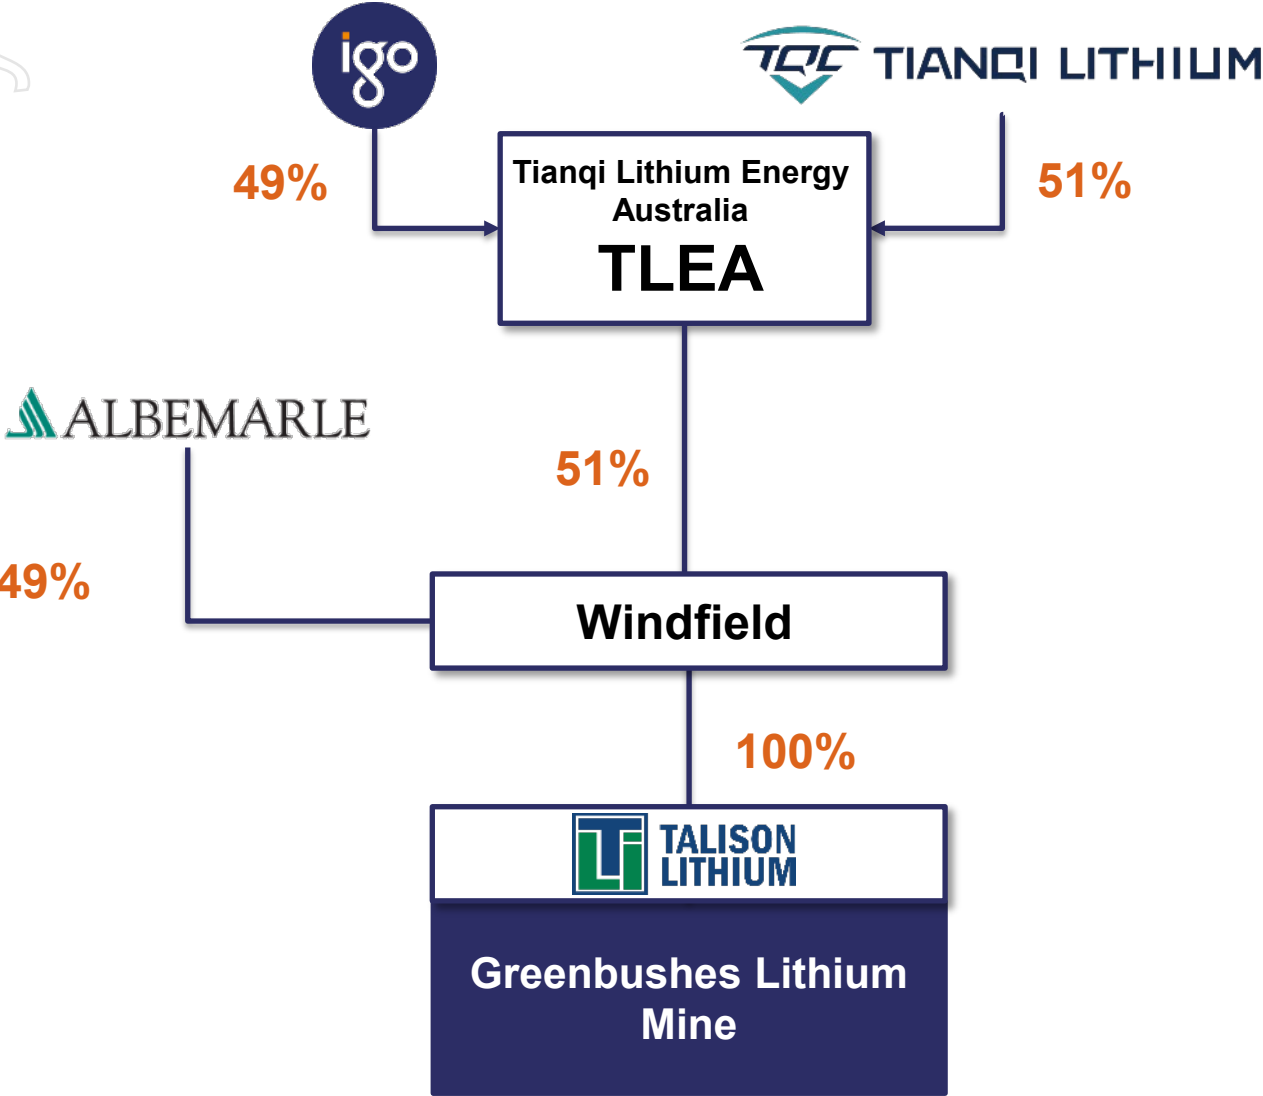 igo
TQC TIANQI LITHIUM
49%
Tianqi Lithium Energy
Australia
TLEA
51%
ALBEMARLE
51%
49%
Windfield
100%
TALISON
LITHIUM
Greenbushes Lithium
Mine